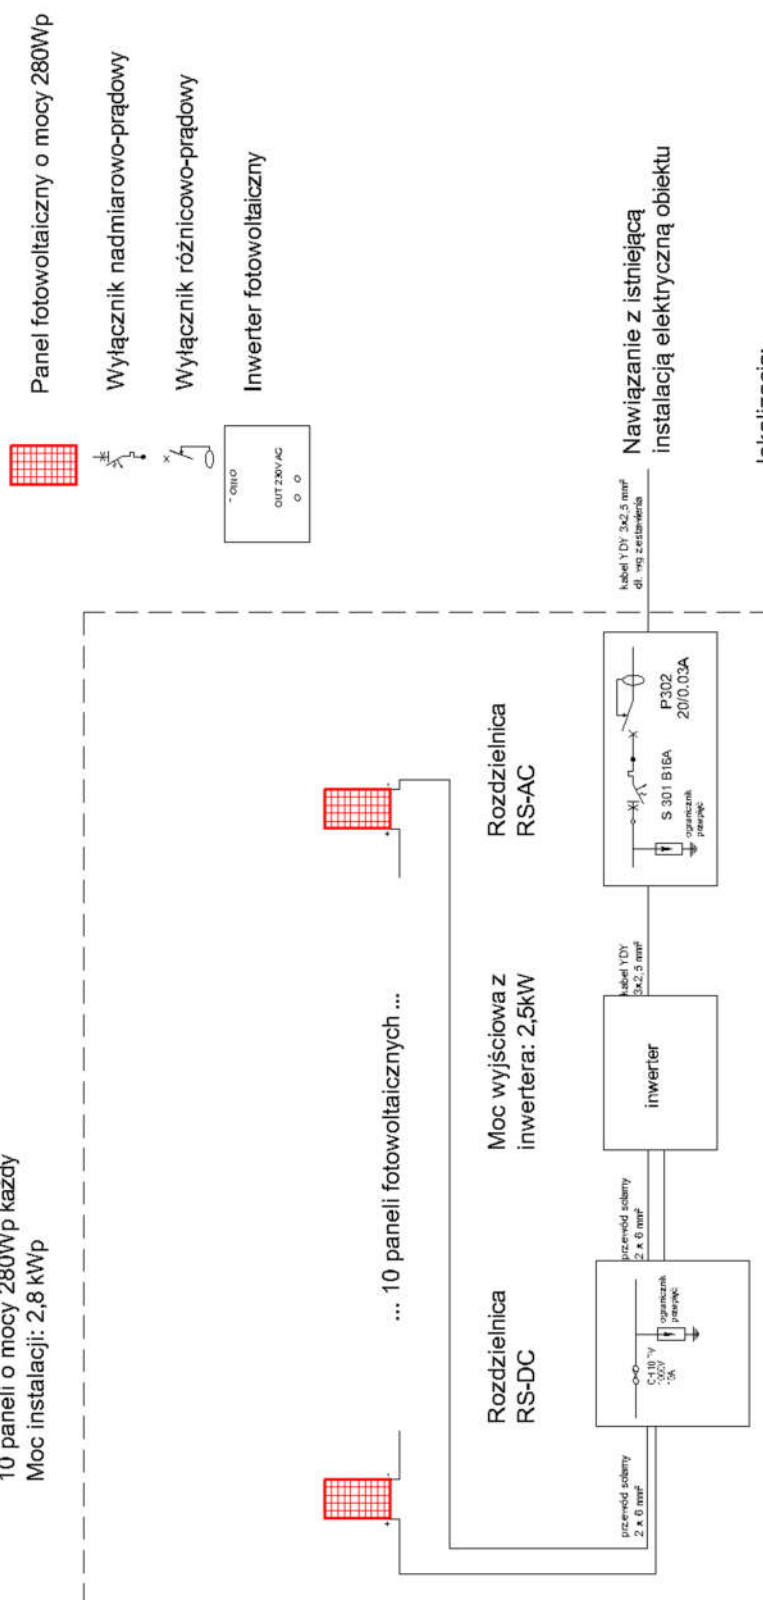 Panel fotowoltaiczny o mocy 280Wp
Wyłącznik nadmiarowo-prądowy
Wyłącznik różnicowo-prądowy
Inwerter fotowoltaiczny
OUT 230V AC
10 paneli o mocy 280Wp każdy
Moc instalacji: 2,8 kWp
+
-
... 10 paneli fotowoltaicznych ...
+
-
Rozdzielnica
RS-DC
Moc wyjściowa z
inwertera: 2,5kW
Rozdzielnica
RS-AC
przewód solarny
2 x 6 mm²
1000V
ogranicznik
przepięć
przewód solarny
2 x 6 mm²
inwerter
kabel YDY
3x2,5 mm²
ogranicznik
przepięć
S 301 B16A
P302
20/0.03A
kabel YDY 3x2,5 mm²
dł. wg zestawienia
Nawiązanie z istniejącą
instalacją elektryczną obiektu